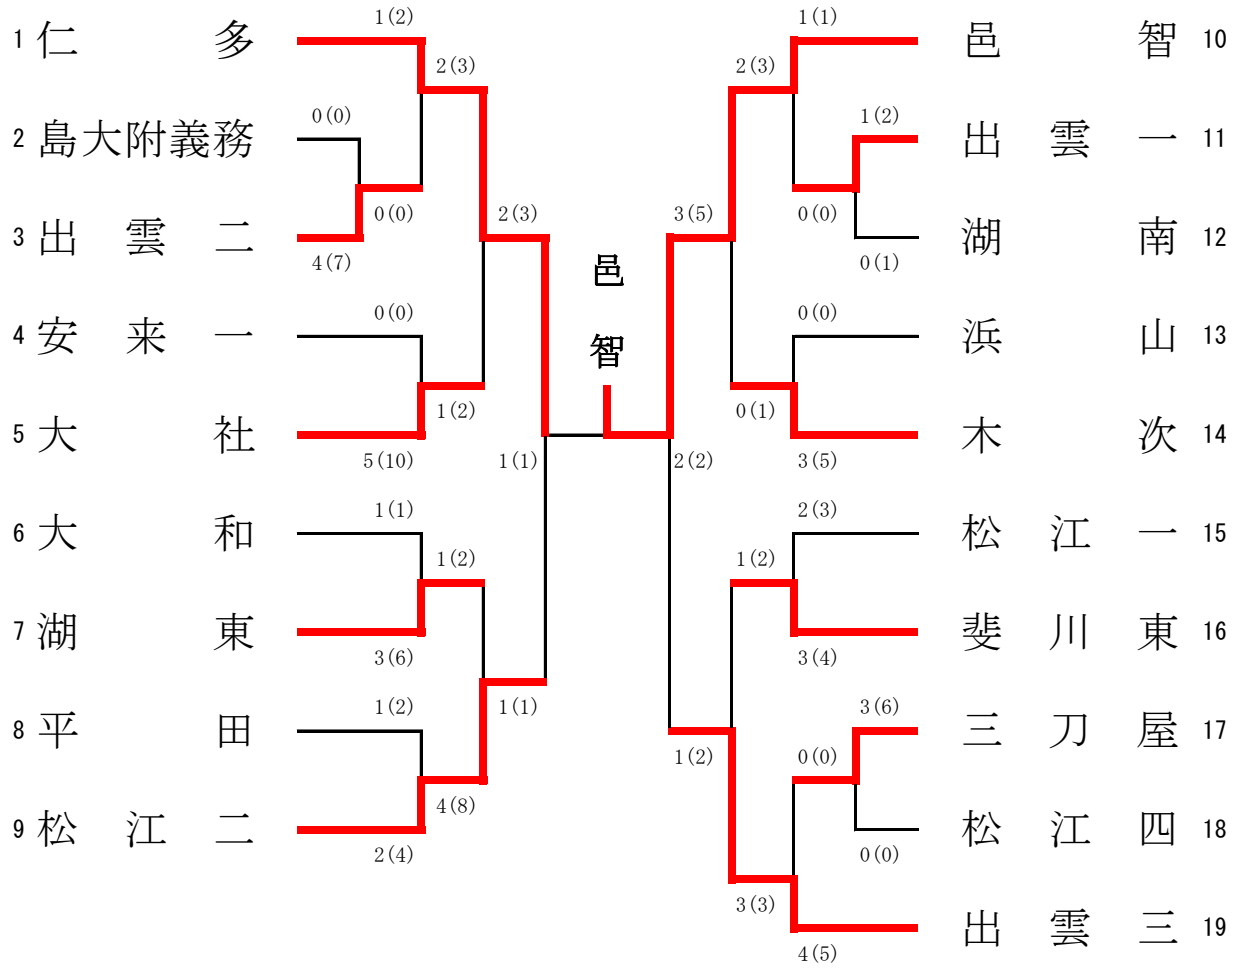 1 仁多
1(2)
2(3)
2 島大附義務
0(0)
0(0)
3 出雲二
4(7)
2(3)
4 安来一
0(0)
1(2)
5 大社
5(10)
1(1)
6 大和
1(1)
1(2)
7 湖東
3(6)
1(1)
8 平田
1(2)
4(8)
9 松江二
2(4)
邑智
1(1)
邑智 10
2(3)
1(2)
出雲一 11
0(0)
3(5)
湖南 12
0(1)
0(0)
浜山 13
0(1)
木次 14
3(5)
2(2)
2(3)
松江一 15
1(2)
斐川東 16
3(4)
3(6)
三刀屋 17
1(2)
0(0)
松江四 18
0(0)
3(3)
出雲三 19
4(5)